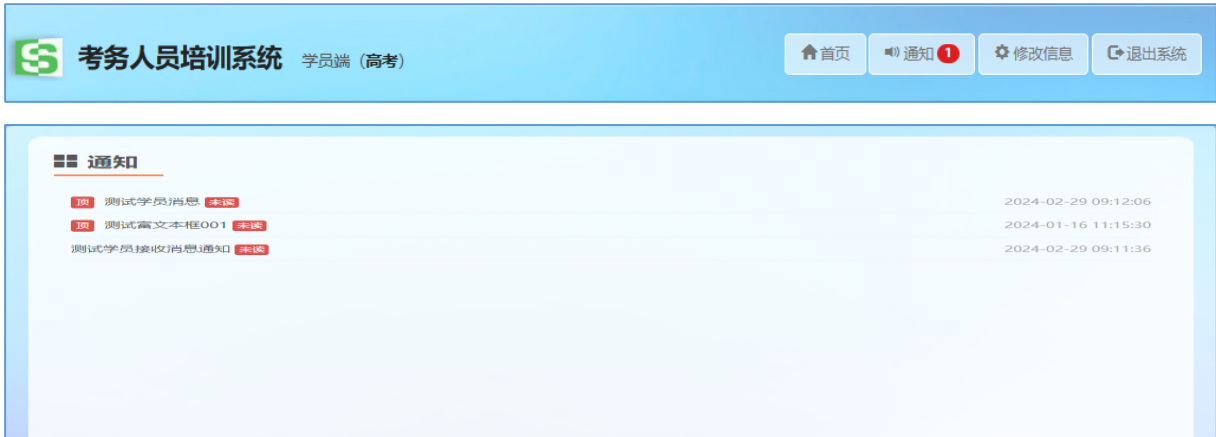 考务人员培训系统 学员端（高考） 首页 通知 1 修改信息 退出系统
通知
顶 测试学员消息 未读 2024-02-29 09:12:06
顶 测试富文本框001 未读 2024-01-16 11:15:30
测试学员接收消息通知 未读 2024-02-29 09:11:36